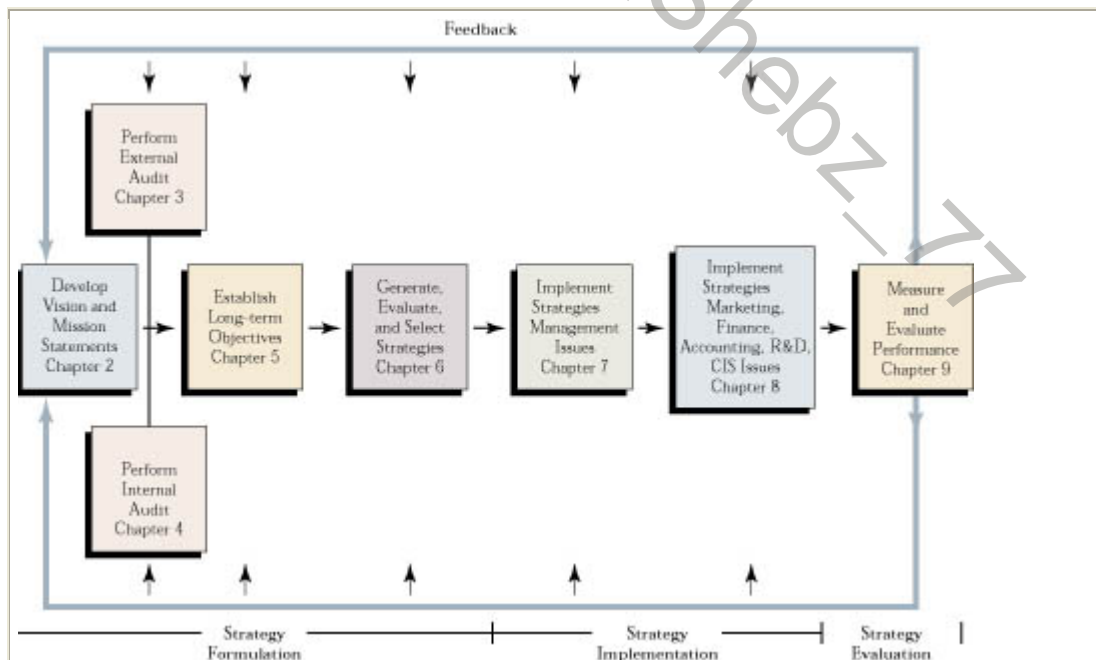 Feedback
Perform
External
Audit
Chapter 3
Develop
Vision and
Mission
Statements
Chapter 2
Establish
Long-term
Objectives
Chapter 5
Generate,
Evaluate,
and Select
Strategies
Chapter 6
Implement
Strategies
Management
Issues
Chapter 7
Implement
Strategies
Marketing,
Finance,
Accounting, R&D,
CIS Issues
Chapter 8
Measure
and
Evaluate
Performance
Chapter 9
Perform
Internal
Audit
Chapter 4
Strategy
Formulation
Strategy
Implementation
Strategy
Evaluation
shebz_77